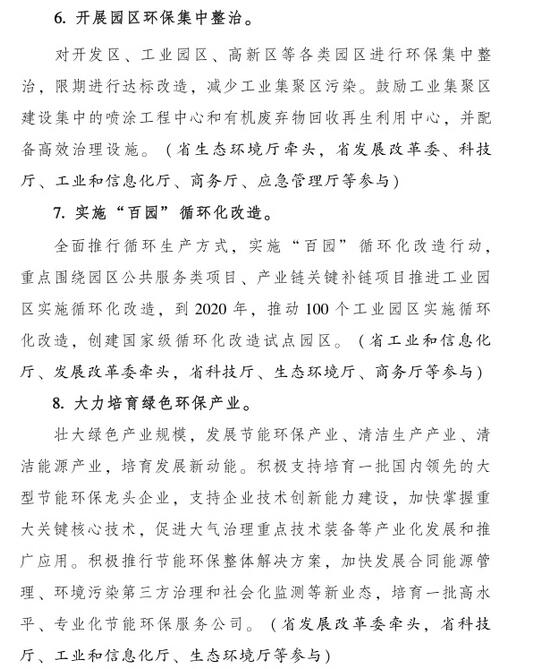 6. 开展园区环保集中整治。
对开发区、工业园区、高新区等各类园区进行环保集中整
治，限期进行达标改造，减少工业集聚区污染。鼓励工业集聚区
建设集中的喷涂工程中心和有机废弃物回收再生利用中心，并配
备高效治理设施。（省生态环境厅牵头，省发展改革委、科技
厅、工业和信息化厅、商务厅、应急管理厅等参与）
7. 实施“百园”循环化改造。
全面推行循环生产方式，实施“百园”循环化改造行动，
重点围绕园区公共服务类项目、产业链关键补链项目推进工业园
区实施循环化改造，到 2020 年，推动 100 个工业园区实施循环
化改造，创建国家级循环化改造试点园区。（省工业和信息化
厅、发展改革委牵头，省科技厅、生态环境厅、商务厅等参与）
8. 大力培育绿色环保产业。
壮大绿色产业规模，发展节能环保产业、清洁生产产业、清
洁能源产业，培育发展新动能。积极支持培育一批国内领先的大
型节能环保龙头企业，支持企业技术创新能力建设，加快掌握重
大关键核心技术，促进大气治理重点技术装备等产业化发展和推
广应用。积极推行节能环保整体解决方案，加快发展合同能源管
理、环境污染第三方治理和社会化监测等新业态，培育一批高水
平、专业化节能环保服务公司。（省发展改革委牵头，省科技
厅、工业和信息化厅、生态环境厅等参与）